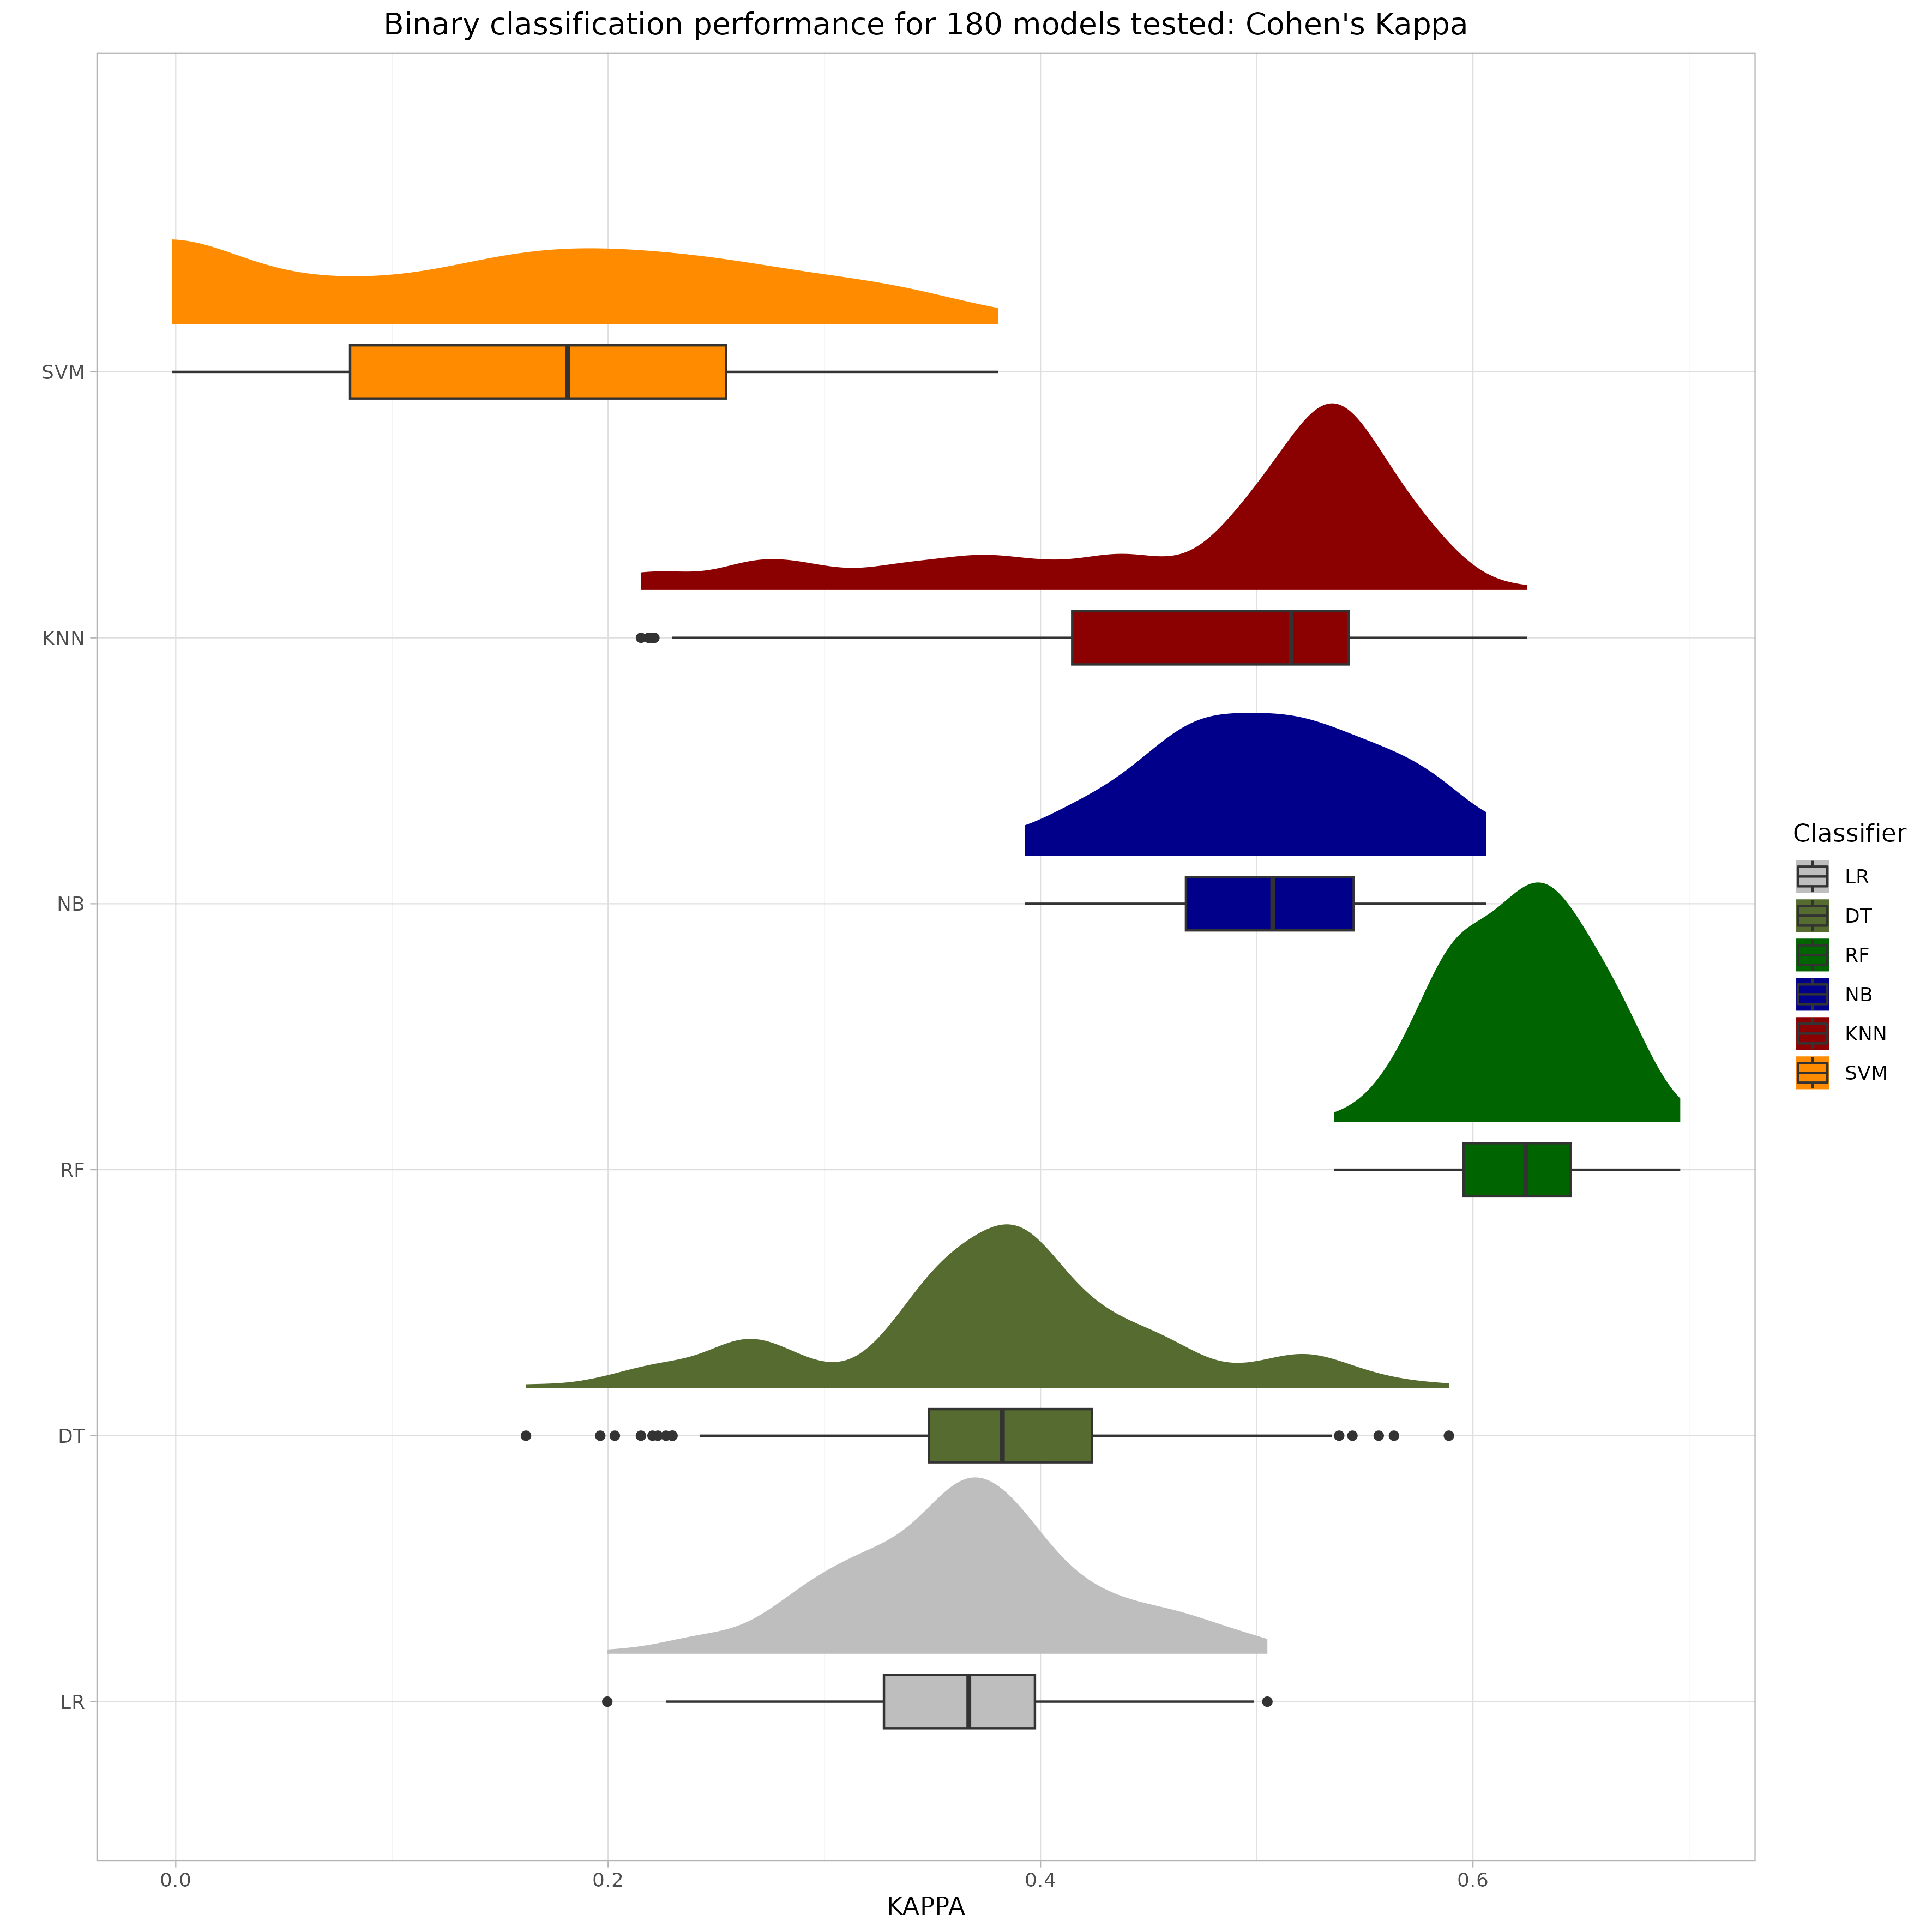 Binary classification performance for 180 models tested: Cohen's Kappa
SVM
KNN
NB
RF
DT
LR
0.0
0.2
0.4
0.6
KAPPA
Classifier
LR
DT
RF
NB
KNN
SVM